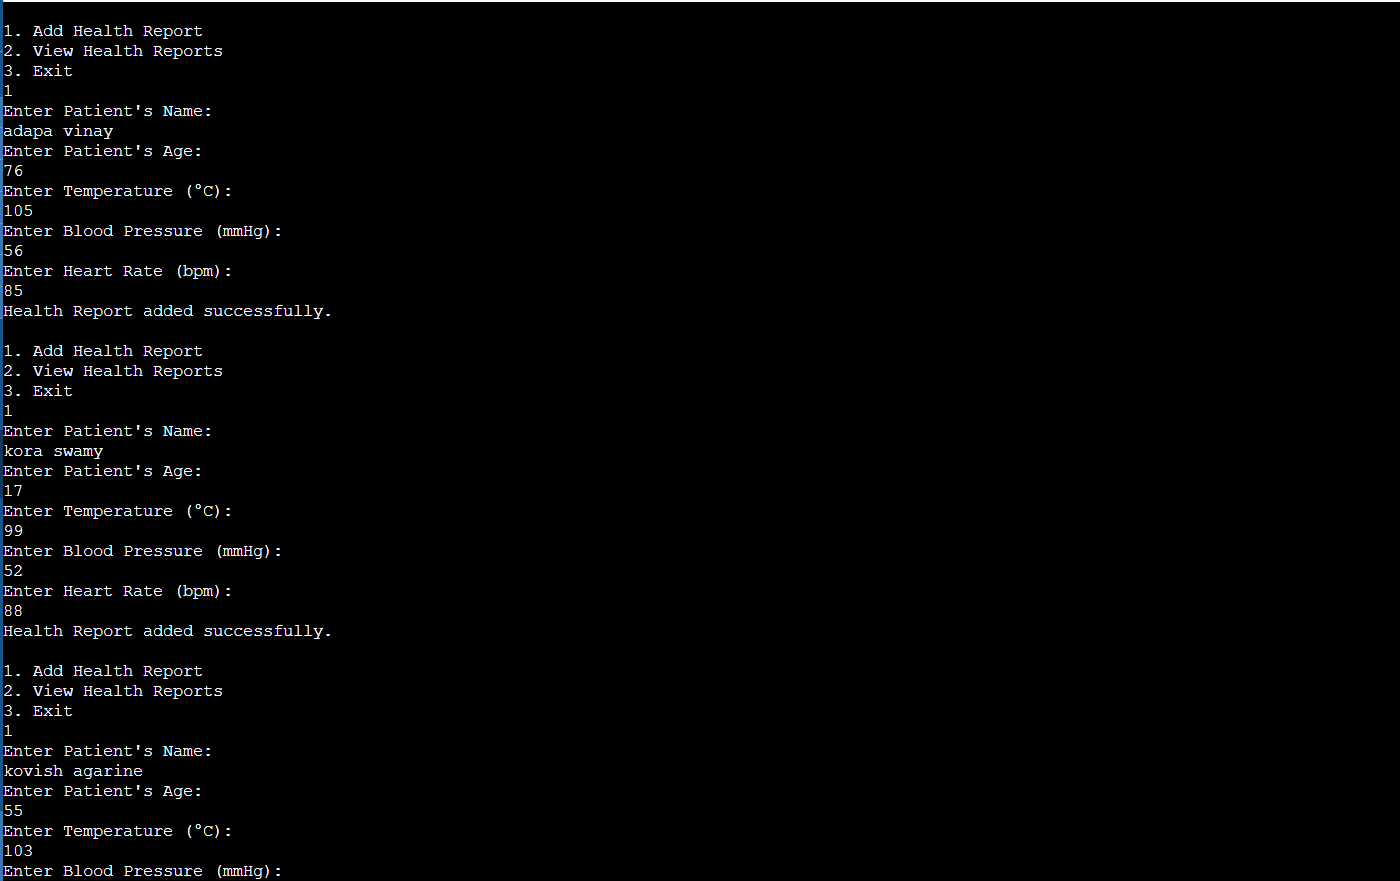 1. Add Health Report
2. View Health Reports
3. Exit
1
Enter Patient's Name:
adapa vinay
Enter Patient's Age:
76
Enter Temperature (°C):
105
Enter Blood Pressure (mmHg):
56
Enter Heart Rate (bpm):
85
Health Report added successfully.
1. Add Health Report
2. View Health Reports
3. Exit
1
Enter Patient's Name:
kora swamy
Enter Patient's Age:
17
Enter Temperature (°C):
99
Enter Blood Pressure (mmHg):
52
Enter Heart Rate (bpm):
88
Health Report added successfully.
1. Add Health Report
2. View Health Reports
3. Exit
1
Enter Patient's Name:
kovish agarine
Enter Patient's Age:
55
Enter Temperature (°C):
103
Enter Blood Pressure (mmHg):